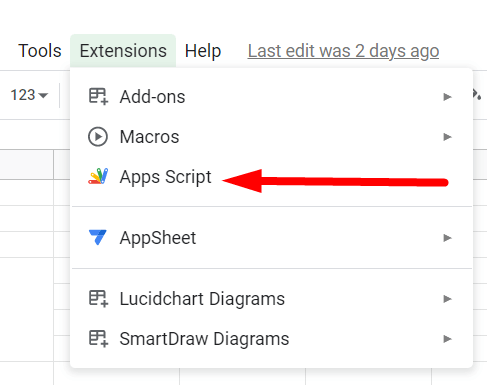 Tools Extensions Help Last edit was 2 days ago
123
Add-ons
Macros
Apps Script
AppSheet
Lucidchart Diagrams
SmartDraw Diagrams